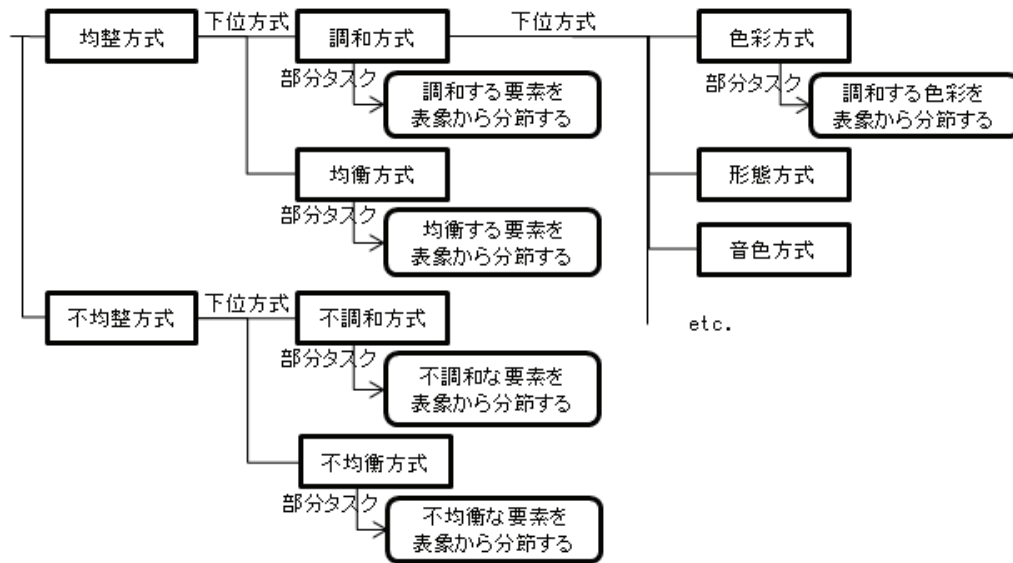 均整方式
下位方式
調和方式
下位方式
色彩方式
部分タスク
調和する要素を
表象から分節する
部分タスク
調和する色彩を
表象から分節する
均衡方式
形態方式
部分タスク
均衡する要素を
表象から分節する
音色方式
不均整方式
下位方式
不調和方式
etc.
部分タスク
不調和な要素を
表象から分節する
不均衡方式
部分タスク
不均衡な要素を
表象から分節する